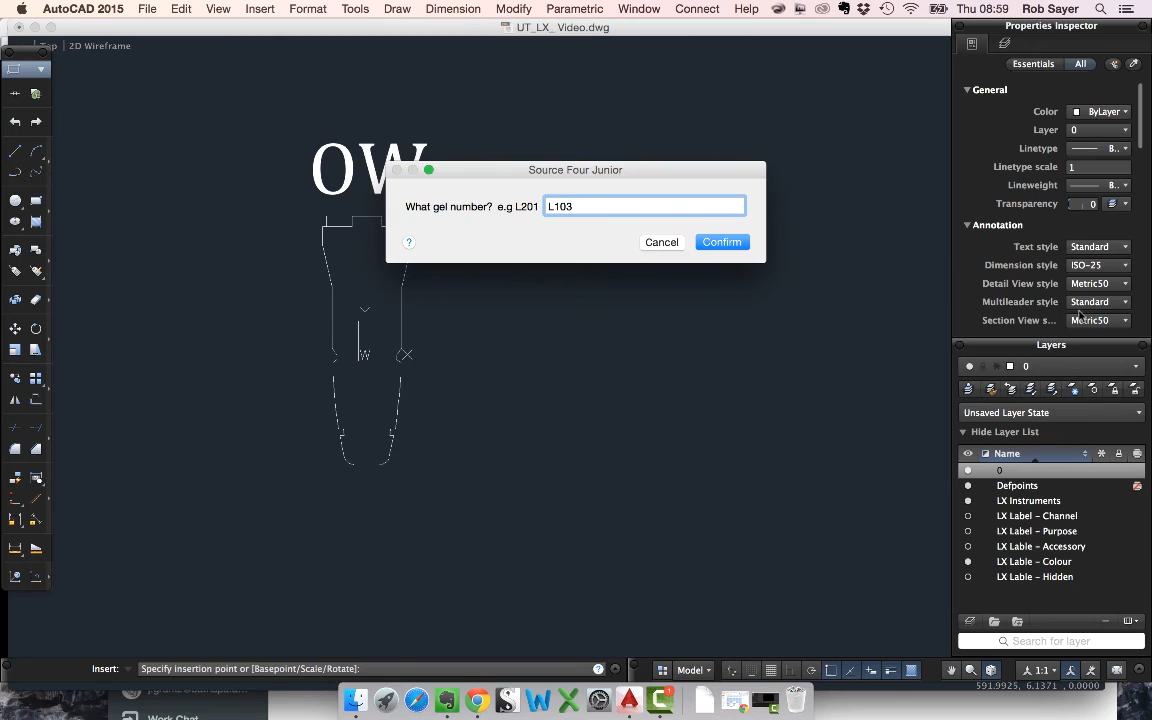 AutoCAD 2015 File Edit View Insert Format Tools Draw Dimension Modify Parametric Window Connect Help Thu 08:59 Rob Sayer
UT_LX_ Video.dwg
Top | 2D Wireframe
Properties Inspector
Essentials All
General
Color ByLayer
Layer 0
Linetype B..
Linetype scale 1
Lineweight B..
Transparency 0
Annotation
Text style Standard
Dimension style ISO-25
Detail View style Metric50
Multileader style Standard
Section View s... Metric50
OW
Source Four Junior
What gel number? e.g L201 L103
? Cancel Confirm
W
Layers
0
Unsaved Layer State
Hide Layer List
Name
0
Defpoints
LX Instruments
LX Label - Channel
LX Label - Purpose
LX Lable - Accessory
LX Lable - Colour
LX Lable - Hidden
Search for layer
Insert: Specify insertion point or [Basepoint/Scale/Rotate]: ? Model 1:1
591.9925, 6.1371, 0.0000
Work Chat